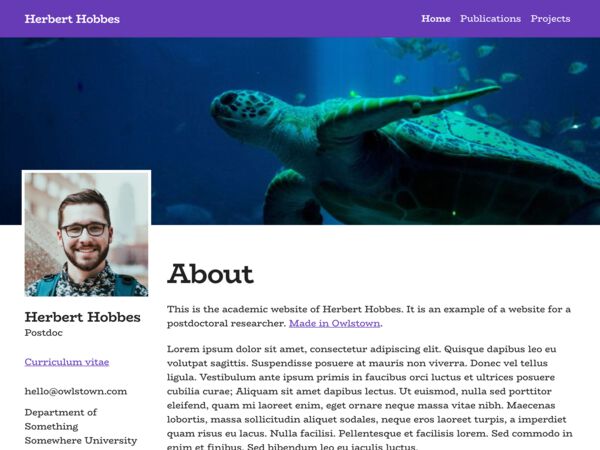 Herbert Hobbes
Home Publications Projects
Herbert Hobbes
Postdoc
Curriculum vitae
hello@owlstown.com
Department of
Something
Somewhere University
About
This is the academic website of Herbert Hobbes. It is an example of a website for a
postdoctoral researcher. Made in Owlstown.
Lorem ipsum dolor sit amet, consectetur adipiscing elit. Quisque dapibus leo eu
volutpat sagittis. Suspendisse posuere at mauris non viverra. Donec vel tellus
ligula. Vestibulum ante ipsum primis in faucibus orci luctus et ultrices posuere
cubilia curae; Aliquam sit amet dapibus lectus. Ut euismod, nulla sed porttitor
eleifend, quam mi laoreet enim, eget ornare neque massa vitae nibh. Maecenas
lobortis, massa sollicitudin aliquet sodales, neque eros laoreet turpis, a imperdiet
quam risus eu lacus. Nulla facilisi. Pellentesque et facilisis lorem. Sed commodo in
enim et finibus. Sed bibendum leo eu iaculis luctus.